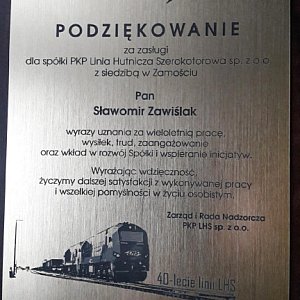 PODZIĘKOWANIE
za zasługi
dla spółki PKP Linia Hutnicza Szerokotorowa sp. z o.o
z siedzibą w Zamościu
Pan
Sławomir Zawiślak
wyrazy uznania za wieloletnią pracę,
wysiłek, trud, zaangażowanie
oraz wkład w rozwój Spółki i wspieranie inicjatyw.
Wyrażając wdzięczność,
życzymy dalszej satysfakcji z wykonywanej pracy
i wszelkiej pomyślności w życiu osobistym,
Zarząd i Rada Nadzorcza
PKP LHS sp. z o.o.
40-lecie linii LHS